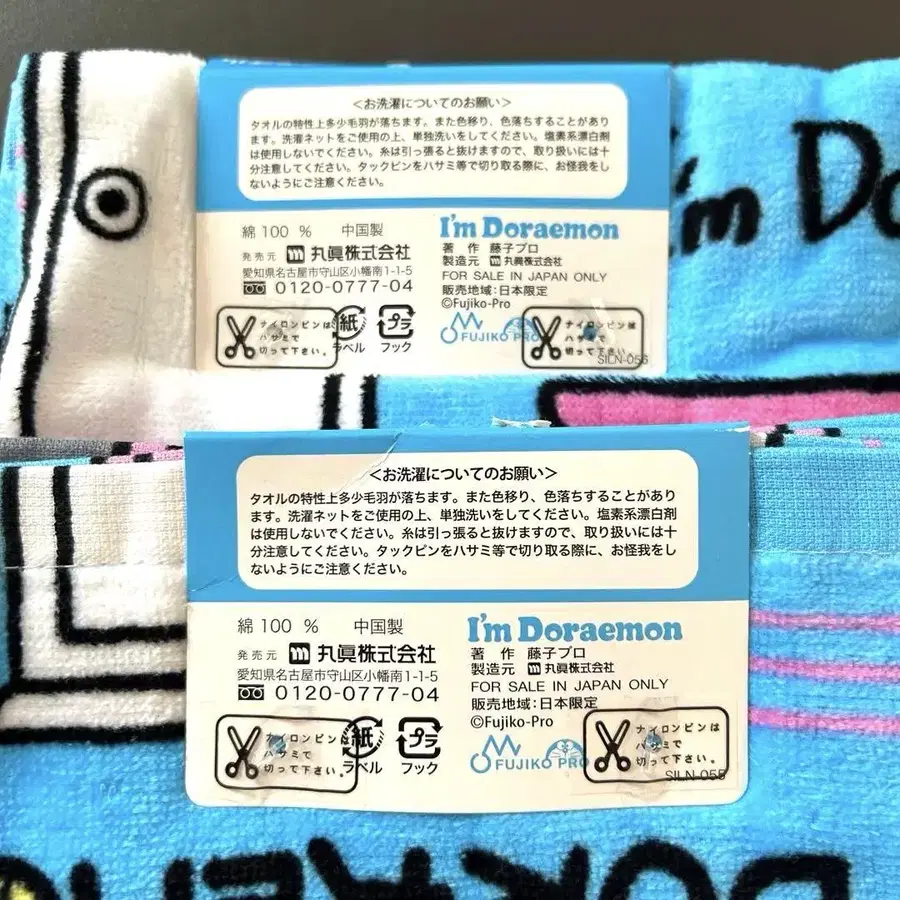 <お洗濯についてのお願い>
タオルの特性上多少毛羽が落ちます。また色移り、色落ちすることがあり
ます。洗濯ネットをご使用の上、単独洗いをしてください。塩素系漂白剤
は使用しないでください。糸は引っ張ると抜けますので、取り扱いには十
分注意してください。タックピンをハサミ等で切り取る際に、お怪我をし
ないようにご注意ください。
綿 100 % 中国製
発売元 丸眞株式会社
愛知県名古屋市守山区小幡南1-1-5
0120-0777-04
ナイロンピンは
ハサミで
切って下さい。
紙
ラベル
プラ
フック
I'm Doraemon
著 作 藤子プロ
製造元 丸眞株式会社
FOR SALE IN JAPAN ONLY
販売地域:日本限定
©Fujiko-Pro
FUJIKO PRO
ナイロンピンは
ハサミで
切って下さい。
SILN-056
I'm Do
<お洗濯についてのお願い>
タオルの特性上多少毛羽が落ちます。また色移り、色落ちすることがあり
ます。洗濯ネットをご使用の上、単独洗いをしてください。塩素系漂白剤
は使用しないでください。糸は引っ張ると抜けますので、取り扱いには十
分注意してください。タックピンをハサミ等で切り取る際に、お怪我をし
ないようにご注意ください。
綿 100 % 中国製
発売元 丸眞株式会社
愛知県名古屋市守山区小幡南1-1-5
0120-0777-04
ナイロンピンは
ハサミで
切って下さい。
紙
ラベル
プラ
フック
I'm Doraemon
著 作 藤子プロ
製造元 丸眞株式会社
FOR SALE IN JAPAN ONLY
販売地域:日本限定
©Fujiko-Pro
FUJIKO PRO
ナイロンピンは
ハサミで
切って下さい。
SILN-055